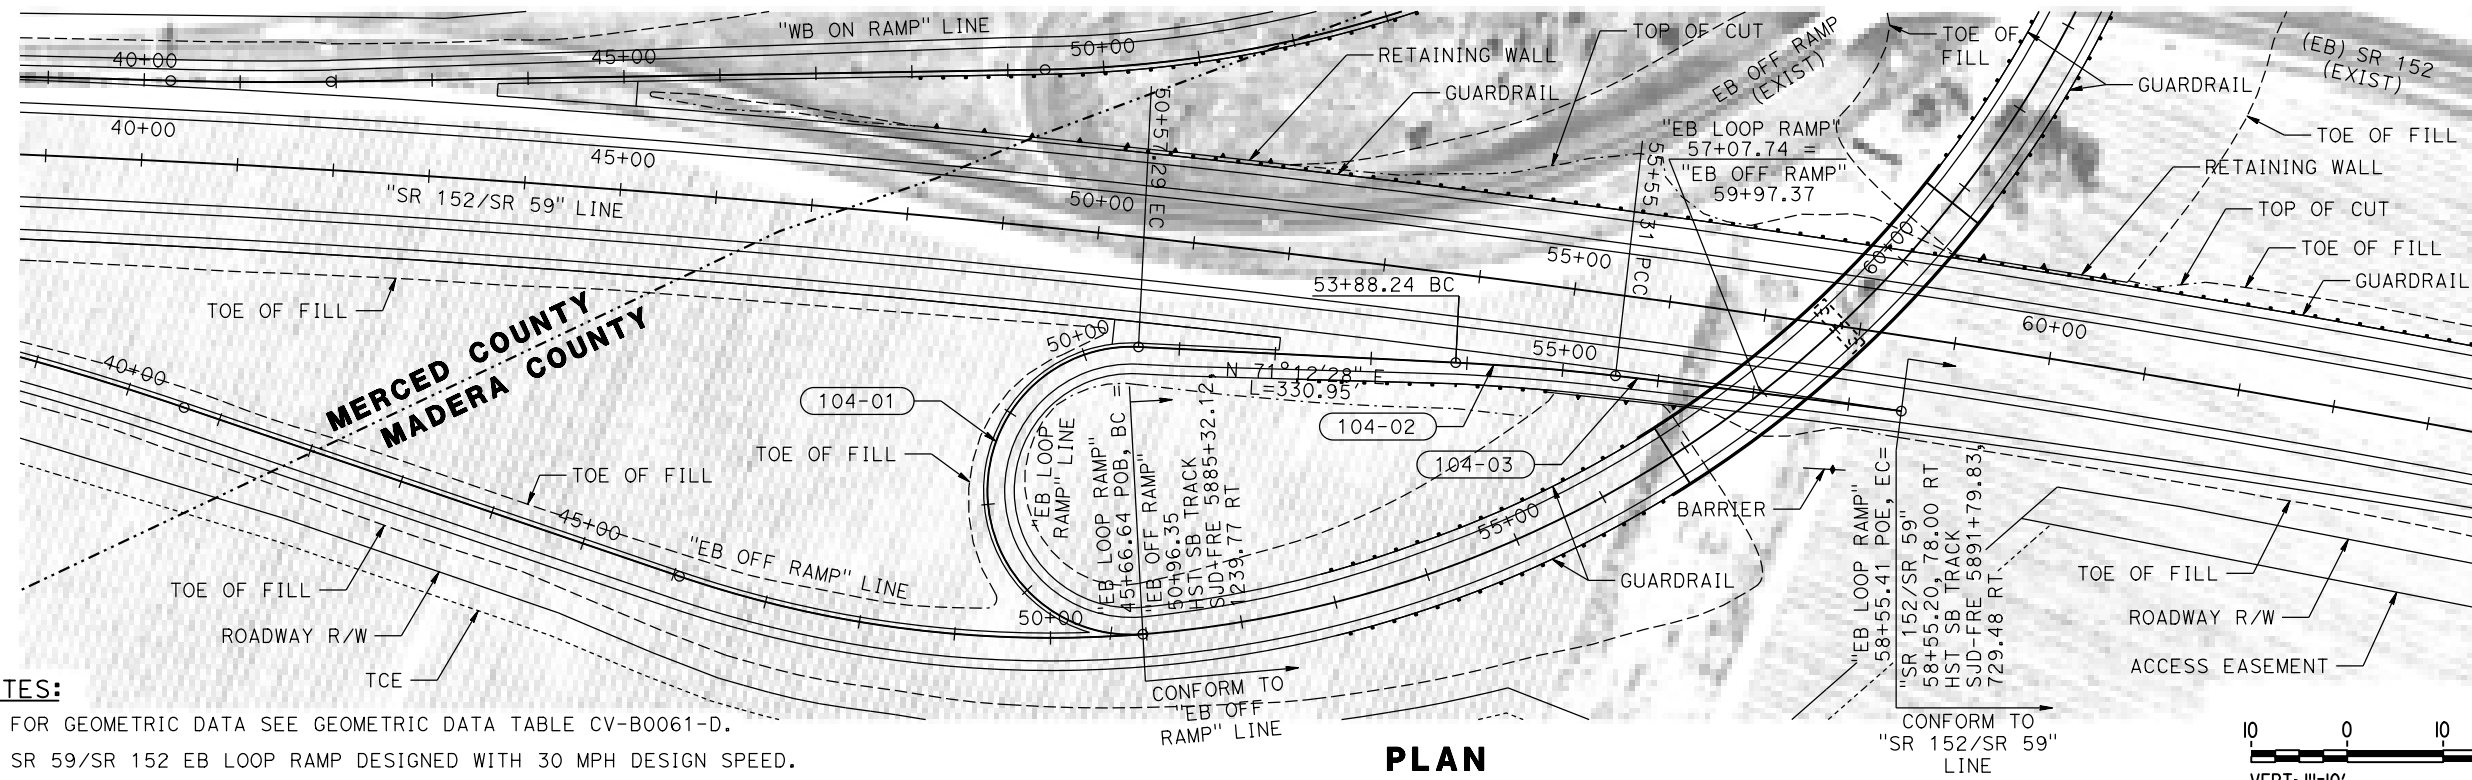 "WB ON RAMP" LINE
40+00
45+00
50+00
RETAINING WALL
GUARDRAIL
TOP OF CUT
EB OFF RAMP
(EXIST)
TOE OF
FILL
GUARDRAIL
(EB) SR 152
(EXIST)
TOE OF FILL
RETAINING WALL
TOP OF CUT
TOE OF FILL
GUARDRAIL
40+00
45+00
50+00
55+00
60+00
"SR 152/SR 59" LINE
50+57.29 EC
55+55.31 PCC
"EB LOOP RAMP"
57+07.74 =
"EB OFF RAMP"
59+97.37
60+00
53+88.24 BC
TOE OF FILL
MERCED COUNTY
MADERA COUNTY
50+00
55+00
N 71°12'28" E
L=330.95'
104-01
104-02
104-03
40+00
TOE OF FILL
TOE OF FILL
45+00
"EB OFF RAMP" LINE
"EB LOOP
RAMP" LINE
"EB LOOP RAMP"
45+66.64 POB, BC =
"EB OFF RAMP"
50+96.35
HST SB TRACK
SJD-FRE 5885+32.12,
1239.77 RT
50+00
55+00
BARRIER
GUARDRAIL
"EB LOOP RAMP"
58+55.41 POE, EC=
"SR 152/SR 59"
58+55.20, 78.00 RT
HST SB TRACK
SJD-FRE 5891+79.83,
729.48 RT
TOE OF FILL
ROADWAY R/W
TCE
TOE OF FILL
ROADWAY R/W
ACCESS EASEMENT
CONFORM TO
"EB OFF
RAMP" LINE
CONFORM TO
"SR 152/SR 59"
LINE
TES:
FOR GEOMETRIC DATA SEE GEOMETRIC DATA TABLE CV-B0061-D.
SR 59/SR 152 EB LOOP RAMP DESIGNED WITH 30 MPH DESIGN SPEED.
PLAN
10 0 10